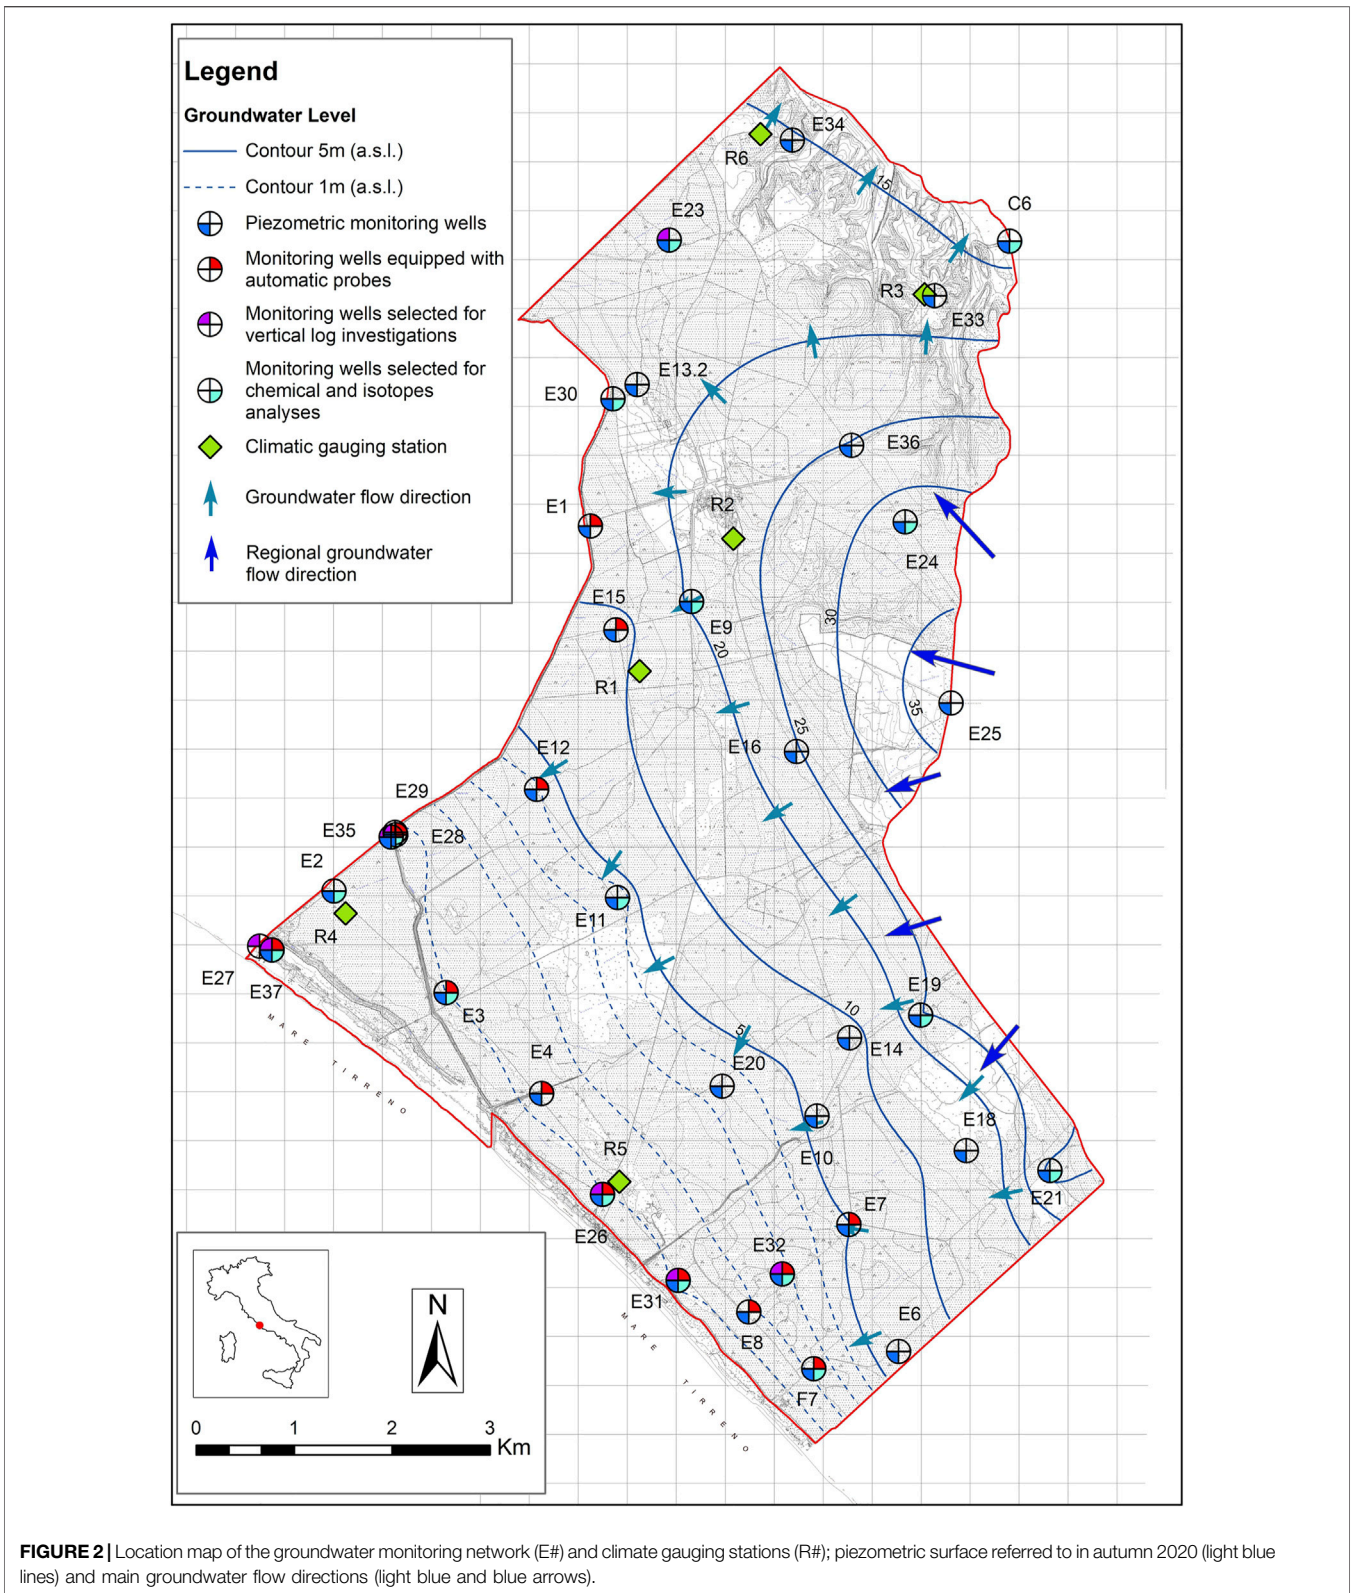 Legend
Groundwater Level
Contour 5m (a.s.l.)
Contour 1m (a.s.l.)
Piezometric monitoring wells
Monitoring wells equipped with
automatic probes
Monitoring wells selected for
vertical log investigations
Monitoring wells selected for
chemical and isotopes
analyses
Climatic gauging station
Groundwater flow direction
Regional groundwater
flow direction
E34
R6
15
C6
E23
R3
E33
E13.2
E30
E36
R2
E1
E24
E15
30
E9
20
R1
35
25
E25
E16
E12
E29
E35
E28
E2
E11
R4
E27
E37
E19
E3
10
MARE TIRRENO
5
E14
E4
E20
E18
R5
E10
E21
E7
E26
E32
E31
E6
MARE TIRRENO
E8
F7
N
0 1 2 3 Km
FIGURE 2 | Location map of the groundwater monitoring network (E#) and climate gauging stations (R#); piezometric surface referred to in autumn 2020 (light blue
lines) and main groundwater flow directions (light blue and blue arrows).